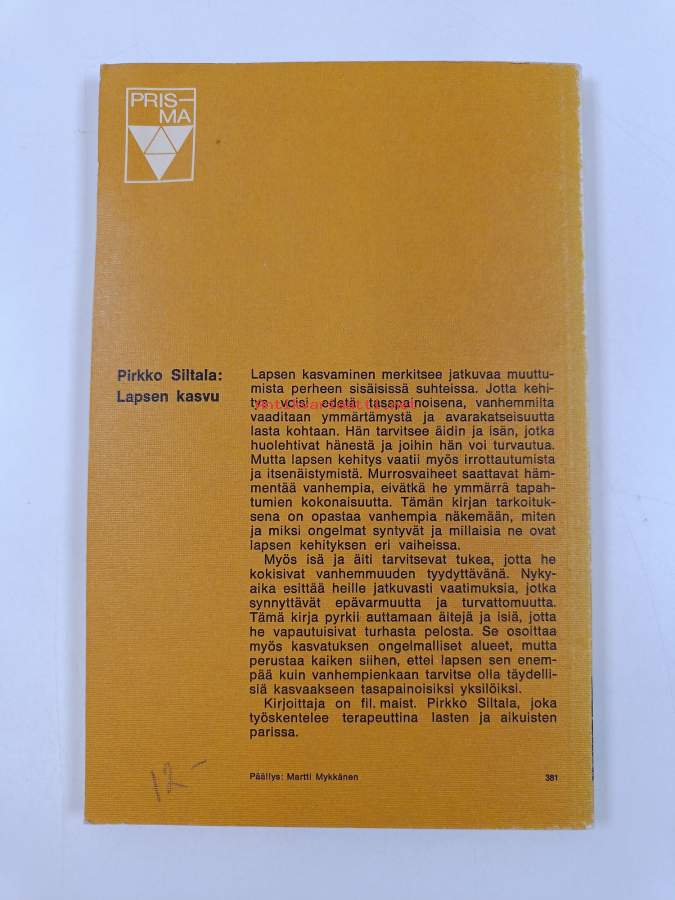 PRIS-
MA
Pirkko Siltala:
Lapsen kasvu
Lapsen kasvaminen merkitsee jatkuvaa muuttu-
mista perheen sisäisissä suhteissa. Jotta kehi-
tys voisi edetä tasapainoisena, vanhemmilta
vaaditaan ymmärtämystä ja avarakatseisuutta
lasta kohtaan. Hän tarvitsee äidin ja isän, jotka
huolehtivat hänestä ja joihin hän voi turvautua.
Mutta lapsen kehitys vaatii myös irrottautumista
ja itsenäistymistä. Murrosvaiheet saattavat häm-
mentää vanhempia, eivätkä he ymmärrä tapah-
tumien kokonaisuutta. Tämän kirjan tarkoituk-
sena on opastaa vanhempia näkemään, miten
ja miksi ongelmat syntyvät ja millaisia ne ovat
lapsen kehityksen eri vaiheissa.
Myös isä ja äiti tarvitsevat tukea, jotta he
kokisivat vanhemmuuden tyydyttävänä. Nyky-
aika esittää heille jatkuvasti vaatimuksia, jotka
synnyttävät epävarmuutta ja turvattomuutta.
Tämä kirja pyrkii auttamaan äitejä ja isiä, jotta
he vapautuisivat turhasta pelosta. Se osoittaa
myös kasvatuksen ongelmalliset alueet, mutta
perustaa kaiken siihen, ettei lapsen sen enem-
pää kuin vanhempienkaan tarvitse olla täydelli-
siä kasvaakseen tasapainoisiksi yksilöiksi.
Kirjoittaja on fil. maist. Pirkko Siltala, joka
työskentelee terapeuttina lasten ja aikuisten
parissa.
12-
Päällys: Martti Mykkänen
381